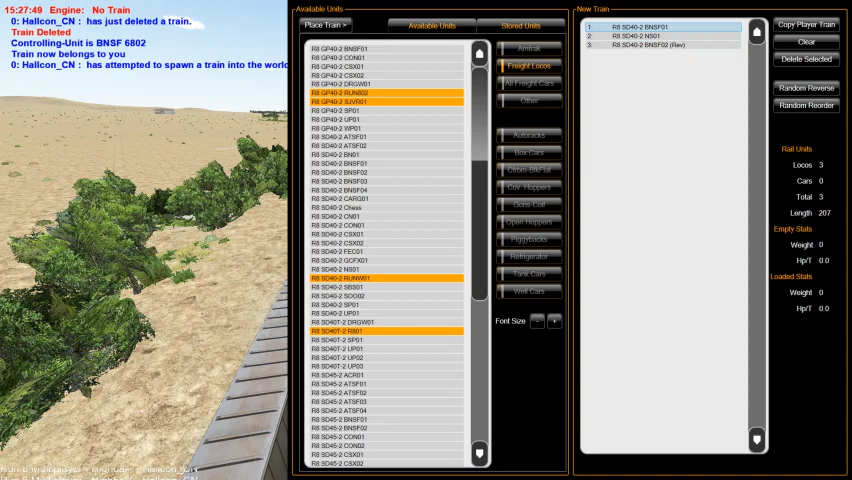 15:27:49 Engine: No Train
0: Hallcon_CN : has just deleted a train.
Train Deleted
Controlling-Unit is BNSF 6802
Train now belongs to you
0: Hallcon_CN : has attempted to spawn a train into the world
Available Units
Place Train >
Available Units
Stored Units
R8 GP40-2 BNSF01
R8 GP40-2 CON01
R8 GP40-2 CSX01
R8 GP40-2 CSX02
R8 GP40-2 DRGW01
R8 GP40-2 RUN802
R8 GP40-2 SJVR01
R8 GP40-2 SP01
R8 GP40-2 UP01
R8 GP40-2 WP01
R8 SD40-2 ATSF01
R8 SD40-2 ATSF02
R8 SD40-2 BN01
R8 SD40-2 BNSF01
R8 SD40-2 BNSF02
R8 SD40-2 BNSF03
R8 SD40-2 BNSF04
R8 SD40-2 CARG01
R8 SD40-2 Chess
R8 SD40-2 CN01
R8 SD40-2 CON01
R8 SD40-2 CSX01
R8 SD40-2 CSX02
R8 SD40-2 FEC01
R8 SD40-2 GCFX01
R8 SD40-2 NS01
R8 SD40-2 RUNW01
R8 SD40-2 SBS01
R8 SD40-2 SOO02
R8 SD40-2 SP01
R8 SD40-2 UP01
R8 SD40T-2 DRGW01
R8 SD40T-2 R801
R8 SD40T-2 SP01
R8 SD40T-2 UP01
R8 SD40T-2 UP02
R8 SD40T-2 UP03
R8 SD45-2 ACR01
R8 SD45-2 ATSF01
R8 SD45-2 ATSF02
R8 SD45-2 ATSF03
R8 SD45-2 ATSF04
R8 SD45-2 BNSF01
R8 SD45-2 BNSF02
R8 SD45-2 CON01
R8 SD45-2 CON02
R8 SD45-2 CSX01
R8 SD45-2 CSX02
Amtrak
Freight Locos
All Freight Cars
Other
Autoracks
Box Cars
Ctrbm-BlkFlat
Cov. Hoppers
Gons-Coil
Open Hoppers
Piggybacks
Refrigerator
Tank Cars
Well Cars
Font Size - +
New Train
1: R8 SD40-2 BNSF01
2: R8 SD40-2 NS01
3: R8 SD40-2 BNSF02 (Rev)
Copy Player Train
Clear
Delete Selected
Random Reverse
Random Reorder
Rail Units
Locos 3
Cars 0
Total 3
Length 207
Empty Stats
Weight 0
Hp/T 0.0
Loaded Stats
Weight 0
Hp/T 0.0